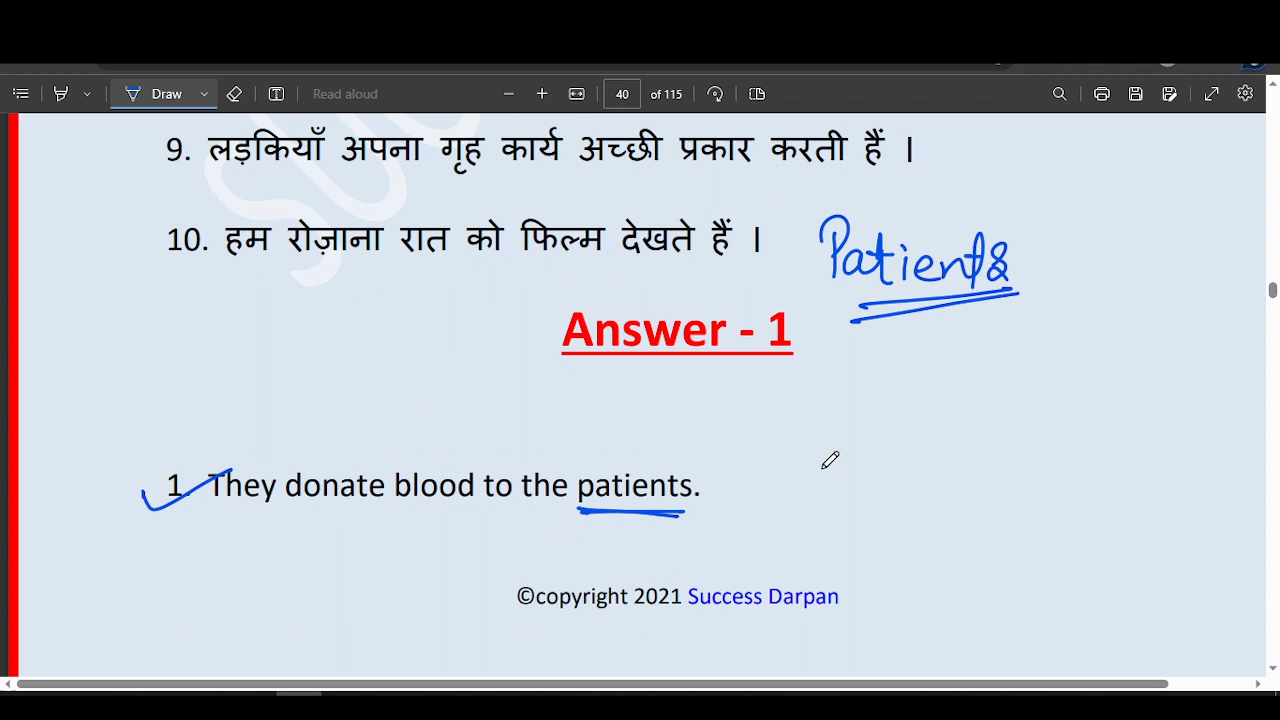 Draw
Read aloud
40 of 115
9. लड़कियाँ अपना गृह कार्य अच्छी प्रकार करती हैं ।
10. हम रोज़ाना रात को फिल्म देखते हैं ।
Patients
Answer - 1
1. They donate blood to the patients.
©copyright 2021 Success Darpan